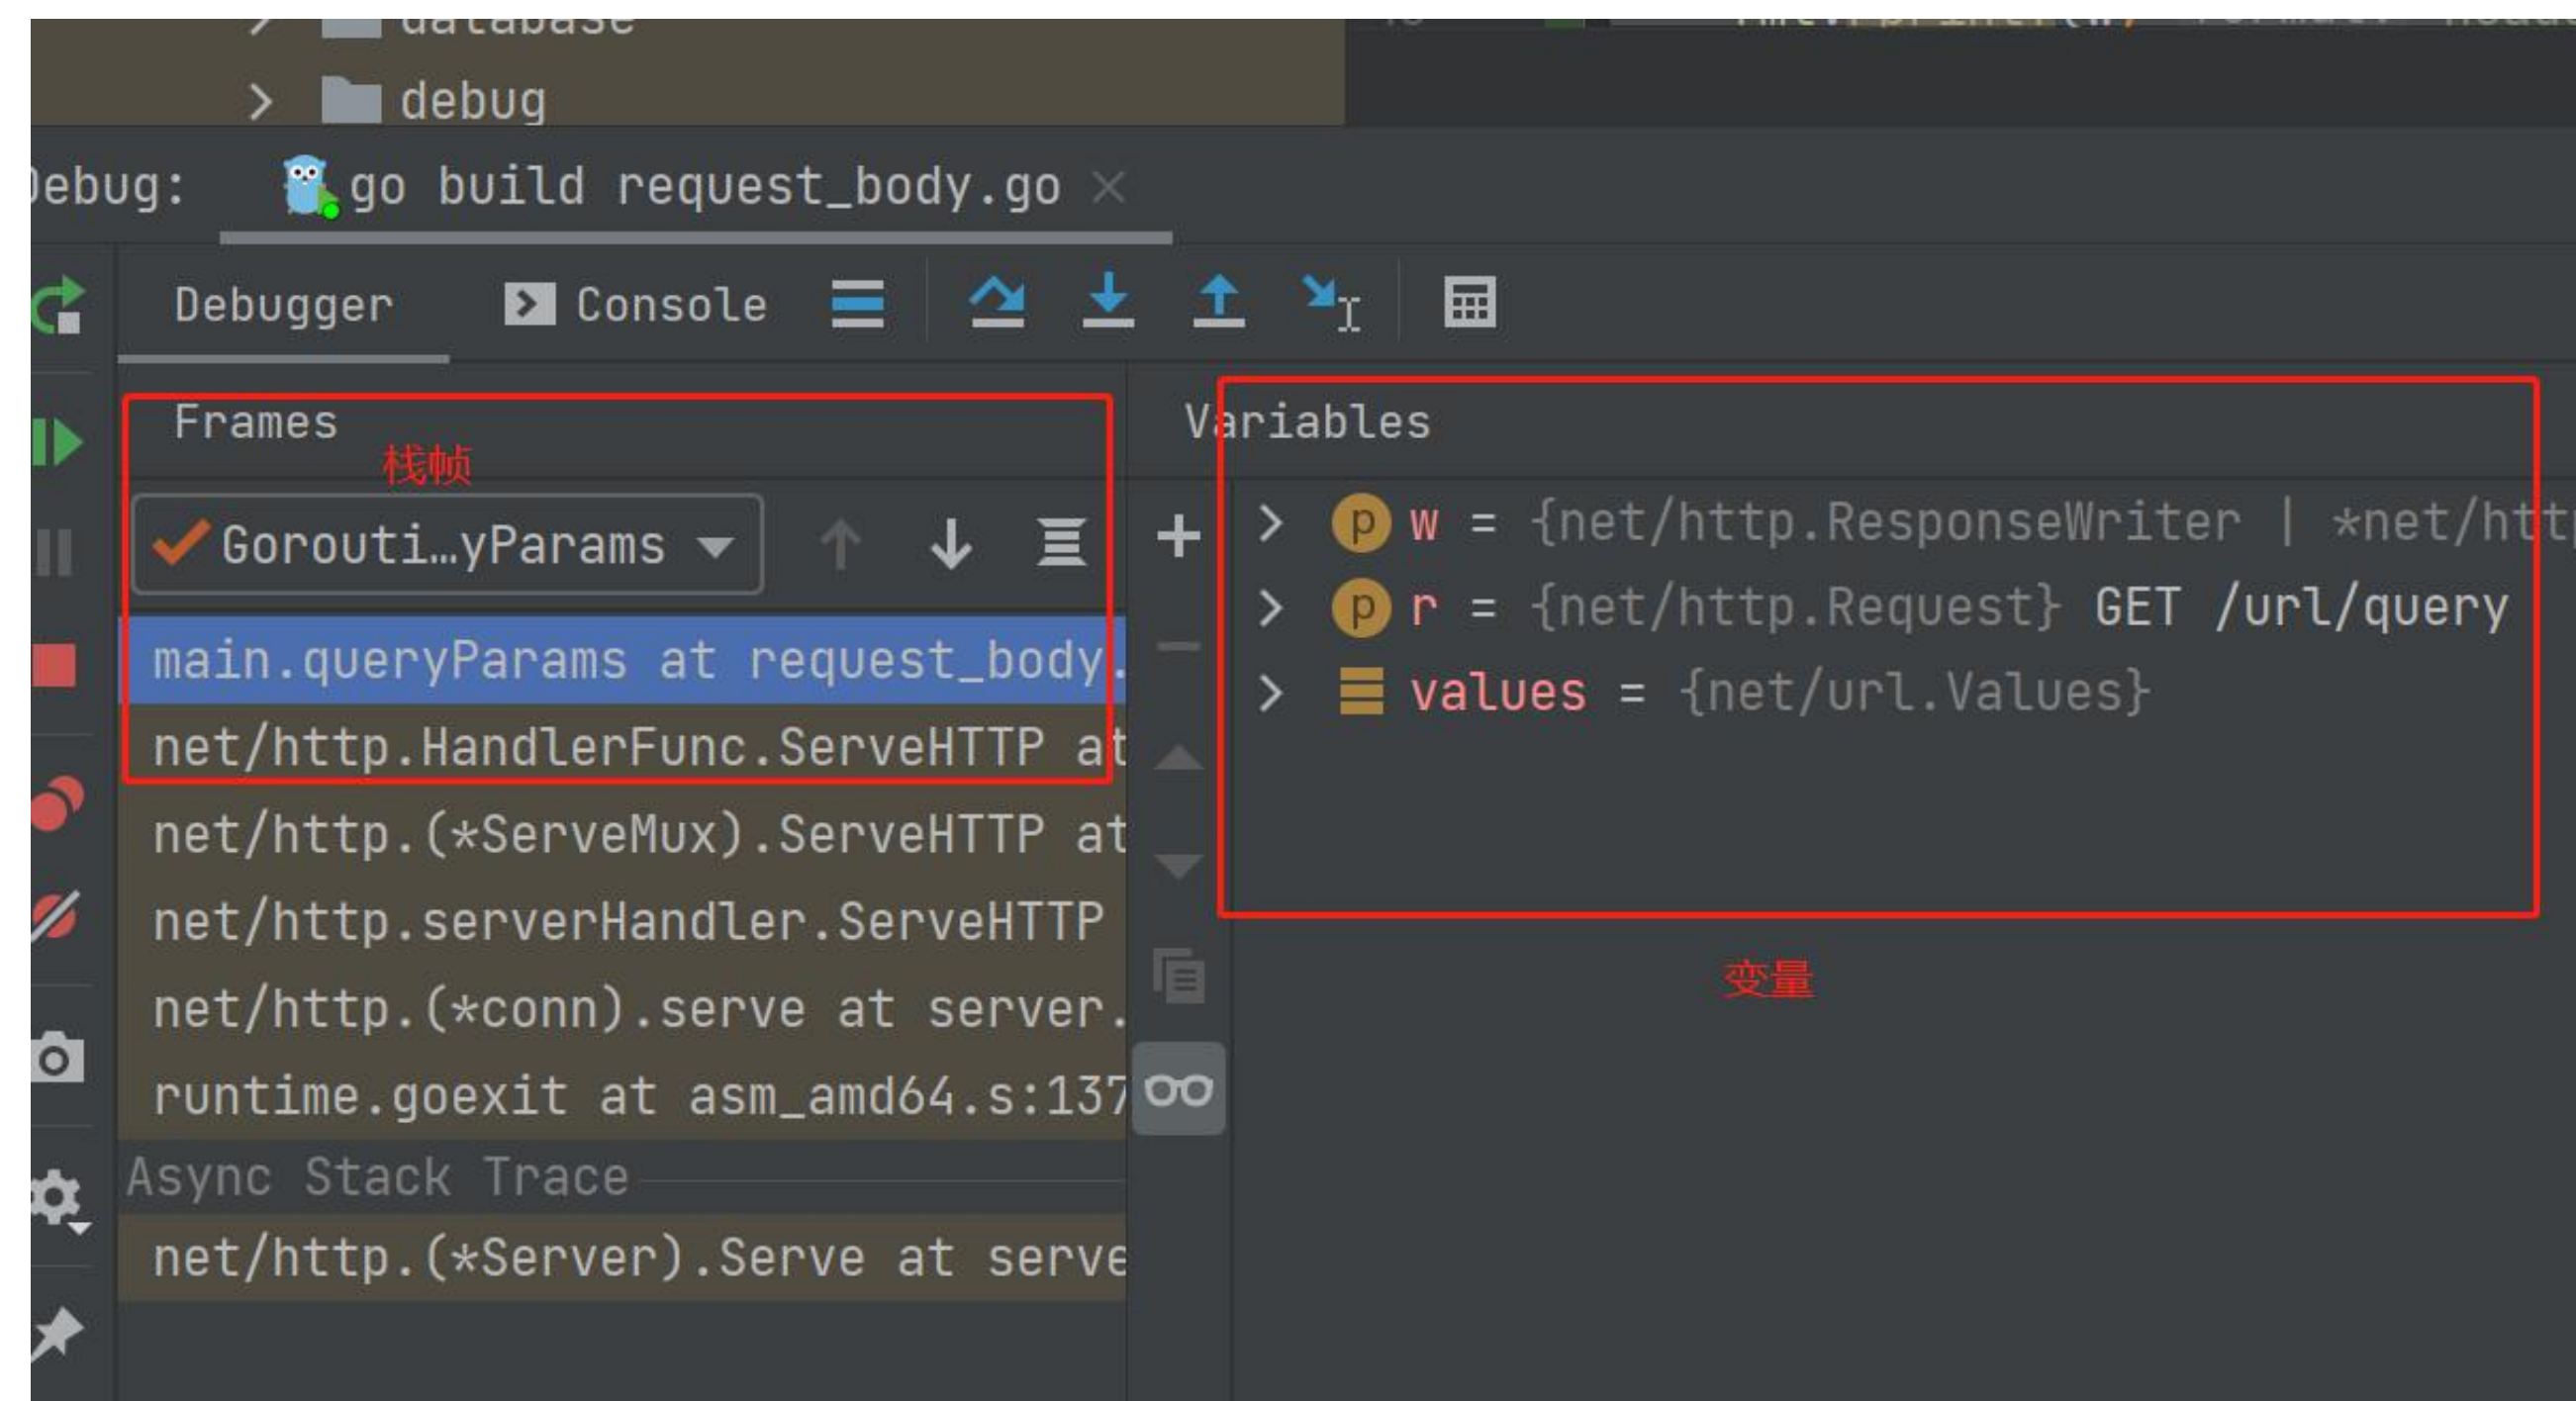 database
debug
Debug:
go build request_body.go
Debugger
Console
Frames
栈帧
Variables
Gorouti…yParams
main.queryParams at request_body.
net/http.HandlerFunc.ServeHTTP at
net/http.(*ServeMux).ServeHTTP at
net/http.serverHandler.ServeHTTP
net/http.(*conn).serve at server.
runtime.goexit at asm_amd64.s:137
Async Stack Trace
net/http.(*Server).Serve at serve
p w = {net/http.ResponseWriter | *net/http
p r = {net/http.Request} GET /url/query
values = {net/url.Values}
变量